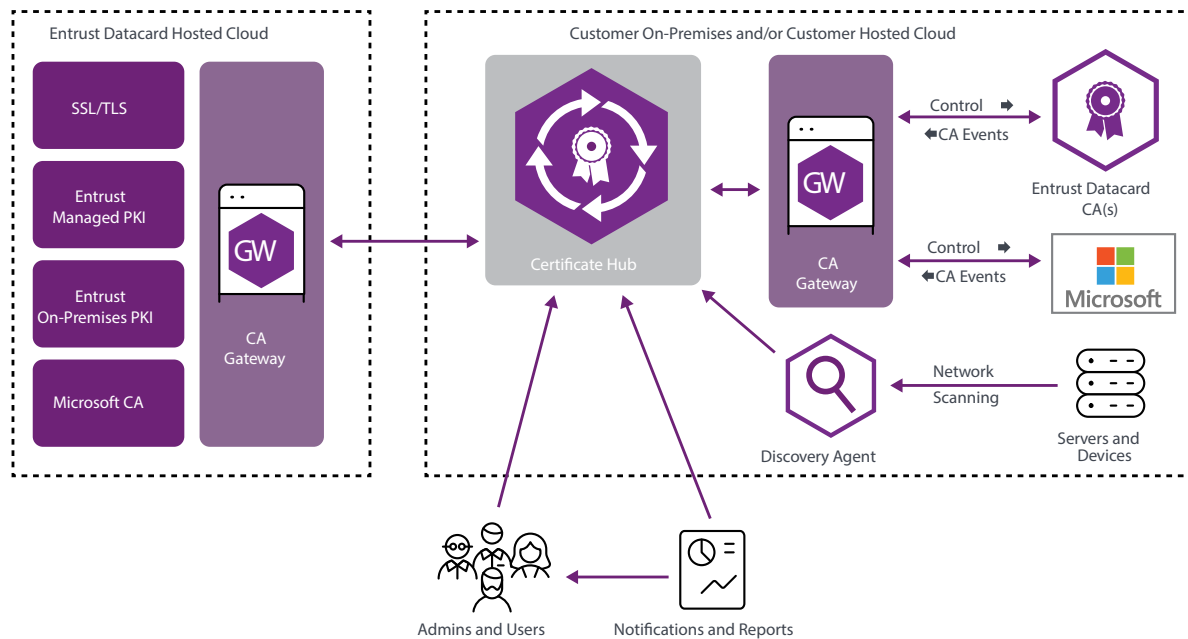 Entrust Datacard Hosted Cloud
SSL/TLS
Entrust
Managed PKI
Entrust
On-Premises PKI
Microsoft CA
GW
CA
Gateway
Customer On-Premises and/or Customer Hosted Cloud
Certificate Hub
GW
CA
Gateway
Control
CA Events
Entrust Datacard
CA(s)
Control
CA Events
Microsoft
Discovery Agent
Network
Scanning
Servers and
Devices
Admins and Users
Notifications and Reports